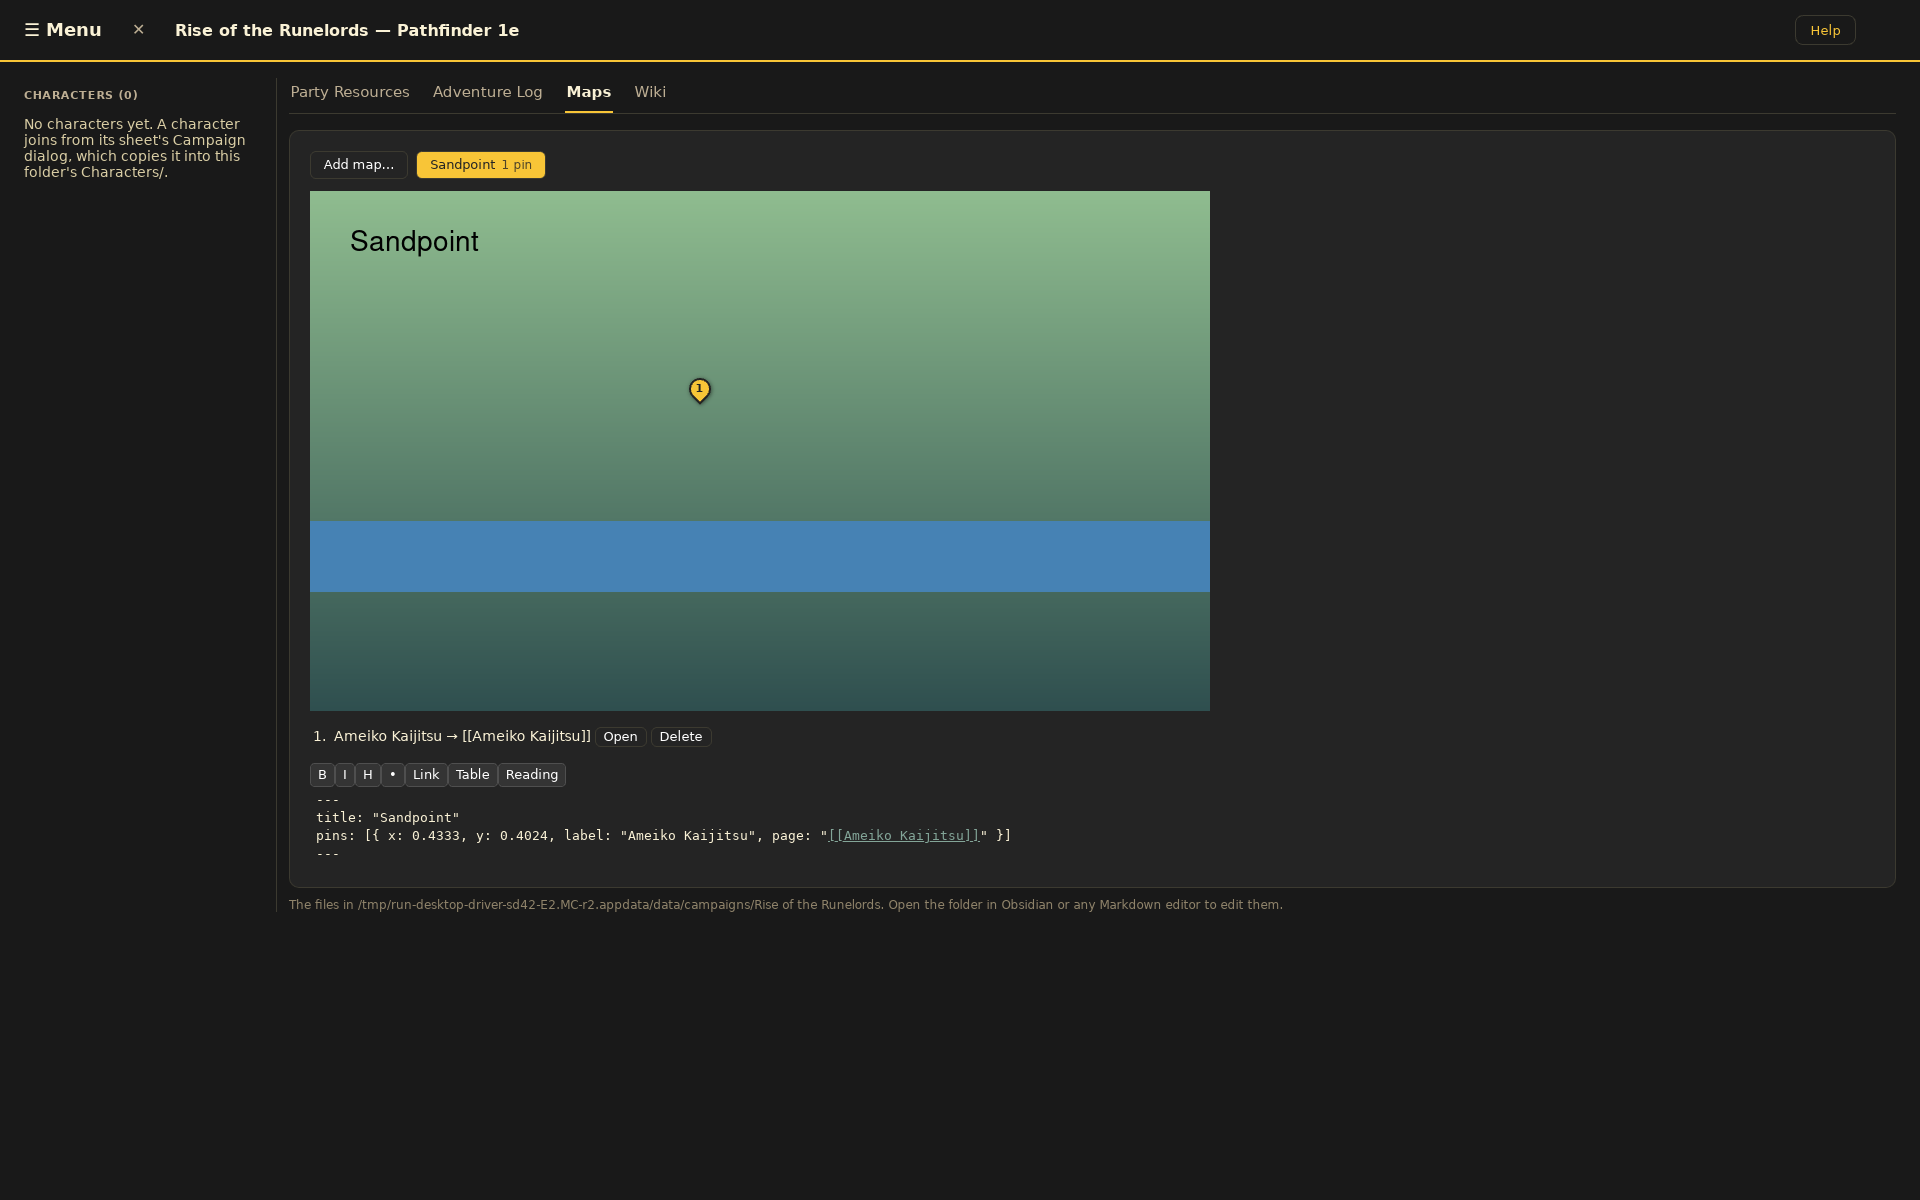 ☰ Menu ✕ Rise of the Runelords — Pathfinder 1e Help
CHARACTERS (0)
No characters yet. A character
joins from its sheet's Campaign
dialog, which copies it into this
folder's Characters/.
Party Resources Adventure Log Maps Wiki
Add map... Sandpoint 1 pin
Sandpoint
1
1. Ameiko Kaijitsu → [[Ameiko Kaijitsu]] Open Delete
B I H • Link Table Reading
---
title: "Sandpoint"
pins: [{ x: 0.4333, y: 0.4024, label: "Ameiko Kaijitsu", page: "[[Ameiko Kaijitsu]]" }]
---
The files in /tmp/run-desktop-driver-sd42-E2.MC-r2.appdata/data/campaigns/Rise of the Runelords. Open the folder in Obsidian or any Markdown editor to edit them.